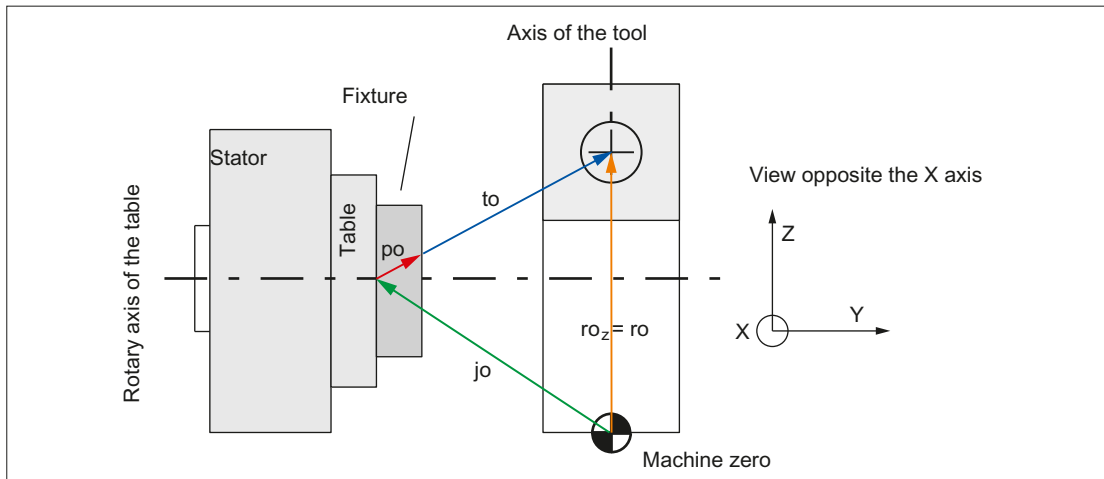 Axis of the tool
Fixture
Stator
View opposite the X axis
to
Table
po
Z
Rotary axis of the table
roz = ro
X
Y
jo
Machine zero